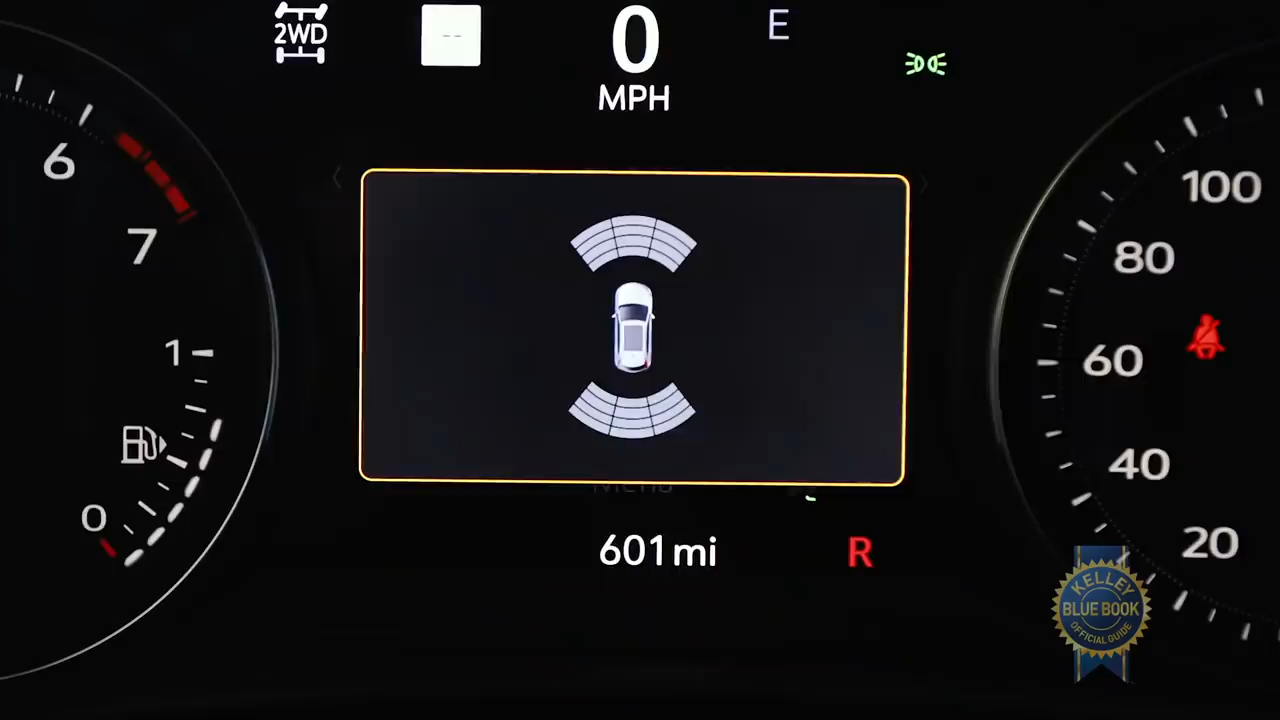 2WD
--
0
MPH
E
6
7
1
0
100
80
60
40
20
Menu
601 mi
R
KELLEY
BLUE BOOK
OFFICIAL GUIDE